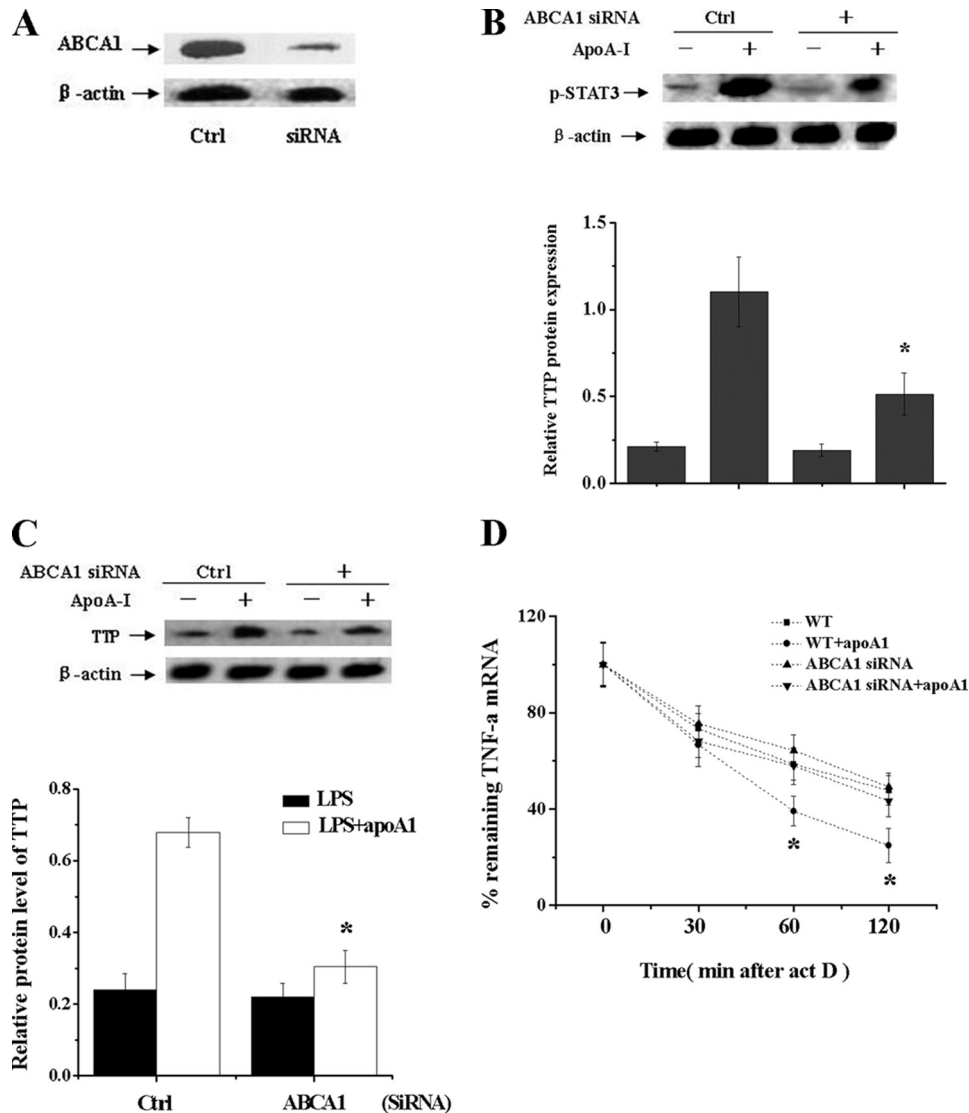 A
ABCA1
β-actin
Ctrl siRNA
B
ABCA1 siRNA Ctrl +
ApoA-I − + − +
p-STAT3
β-actin
Relative TTP protein expression
1.5
1.0
0.5
0.0
*
C
ABCA1 siRNA Ctrl +
ApoA-I − + − +
TTP
β-actin
Relative protein level of TTP
0.8
0.6
0.4
0.2
0.0
LPS
LPS+apoA1
*
Ctrl ABCA1 (SiRNA)
D
% remaining TNF-a mRNA
120
80
40
0
WT
WT+apoA1
ABCA1 siRNA
ABCA1 siRNA+apoA1
*
*
0 30 60 120
Time( min after act D )